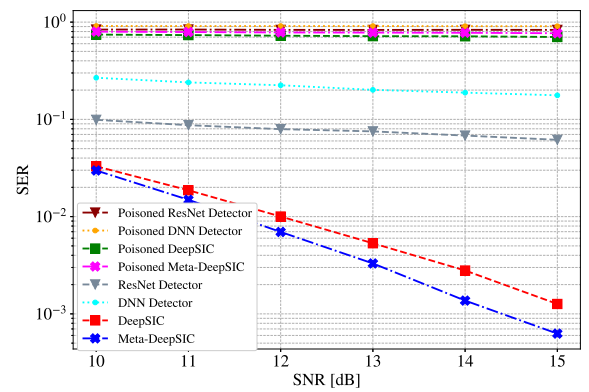 10⁰
10⁻¹
10⁻²
10⁻³
SER
Poisoned ResNet Detector
Poisoned DNN Detector
Poisoned DeepSIC
Poisoned Meta-DeepSIC
ResNet Detector
DNN Detector
DeepSIC
Meta-DeepSIC
10 11 12 13 14 15
SNR [dB]